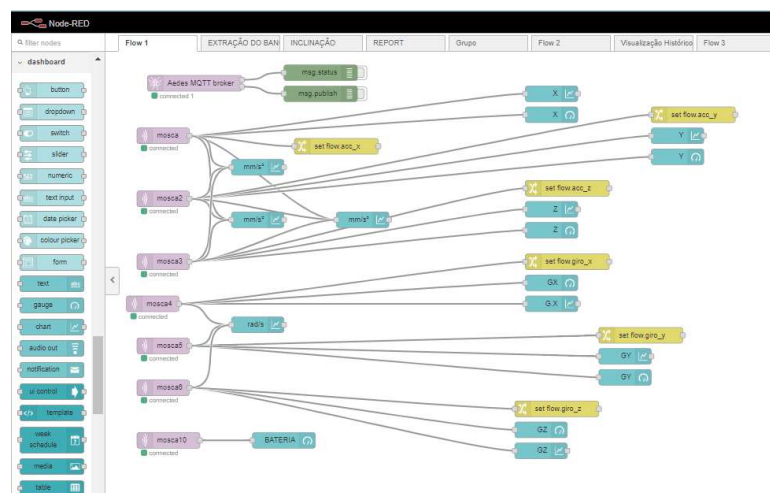 Node-RED
filter nodes
Flow 1
EXTRAÇÃO DO BAN
INCLINAÇÃO
REPORT
Grupo
Flow 2
Visualização Histórico
Flow 3
dashboard
button
dropdown
switch
slider
numeric
text input
date picker
colour picker
form
text
abc
gauge
chart
audio out
notification
ui control
template
week
schedule
media
table
Aedes MQTT broker
connected 1
msg.status
msg.publish
mosca
connected
set flow.acc_x
mm/s²
mosca2
connected
mm/s²
mm/s²
mosca3
connected
mosca4
connected
rad/s
mosca5
connected
mosca6
connected
mosca10
connected
BATERIA
X
X
set flow.acc_y
Y
Y
set flow.acc_z
Z
Z
set flow.giro_x
GX
G.X
set flow.giro_y
GY
GY
set flow.giro_z
GZ
GZ